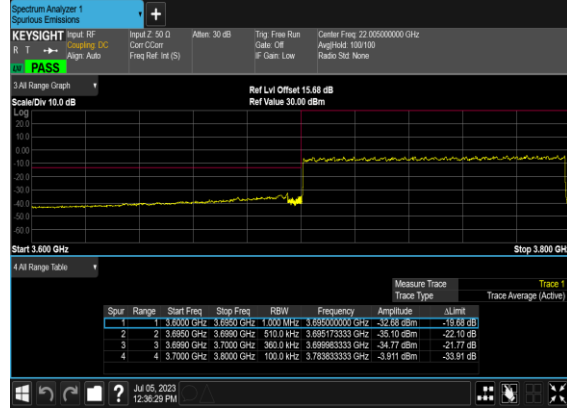 Spectrum Analyzer 1
Spurious Emissions
+
KEYSIGHT Input: RF Input Z: 50 Ω Atten: 30 dB Trig: Free Run Center Freq: 22.005000000 GHz
R T Coupling: DC Corr CCorr Gate: Off Avg|Hold: 100/100
Align: Auto Freq Ref: Int (S) IF Gain: Low Radio Std: None
PASS
3 All Range Graph Ref Lvl Offset 15.68 dB
Scale/Div 10.0 dB Ref Value 30.00 dBm
Log
20.0
10.0
0.00
-10.0
-20.0
-30.0
-40.0
-50.0
-60.0
Start 3.600 GHz Stop 3.800 GH
4 All Range Table
Measure Trace Trace 1
Trace Type Trace Average (Active)
Spur Range Start Freq Stop Freq RBW Frequency Amplitude ΔLimit
1 1 3.6000 GHz 3.6950 GHz 1.000 MHz 3.695000000 GHz -32.68 dBm -19.68 dB
2 2 3.6950 GHz 3.6990 GHz 510.0 kHz 3.695173333 GHz -35.10 dBm -22.10 dB
3 3 3.6990 GHz 3.7000 GHz 360.0 kHz 3.699983333 GHz -34.77 dBm -21.77 dB
4 4 3.7000 GHz 3.8000 GHz 100.0 kHz 3.783833333 GHz -3.911 dBm -33.91 dB
? Jul 05, 2023
12:36:29 PM